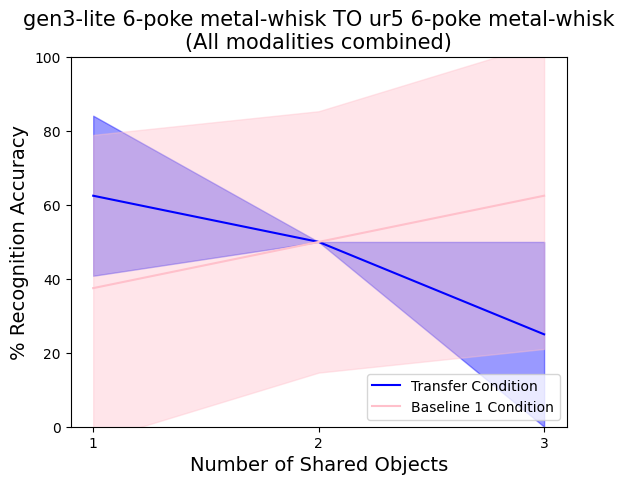 gen3-lite 6-poke metal-whisk TO ur5 6-poke metal-whisk
(All modalities combined)
% Recognition Accuracy
100
80
60
40
20
0
1
2
3
Number of Shared Objects
Transfer Condition
Baseline 1 Condition